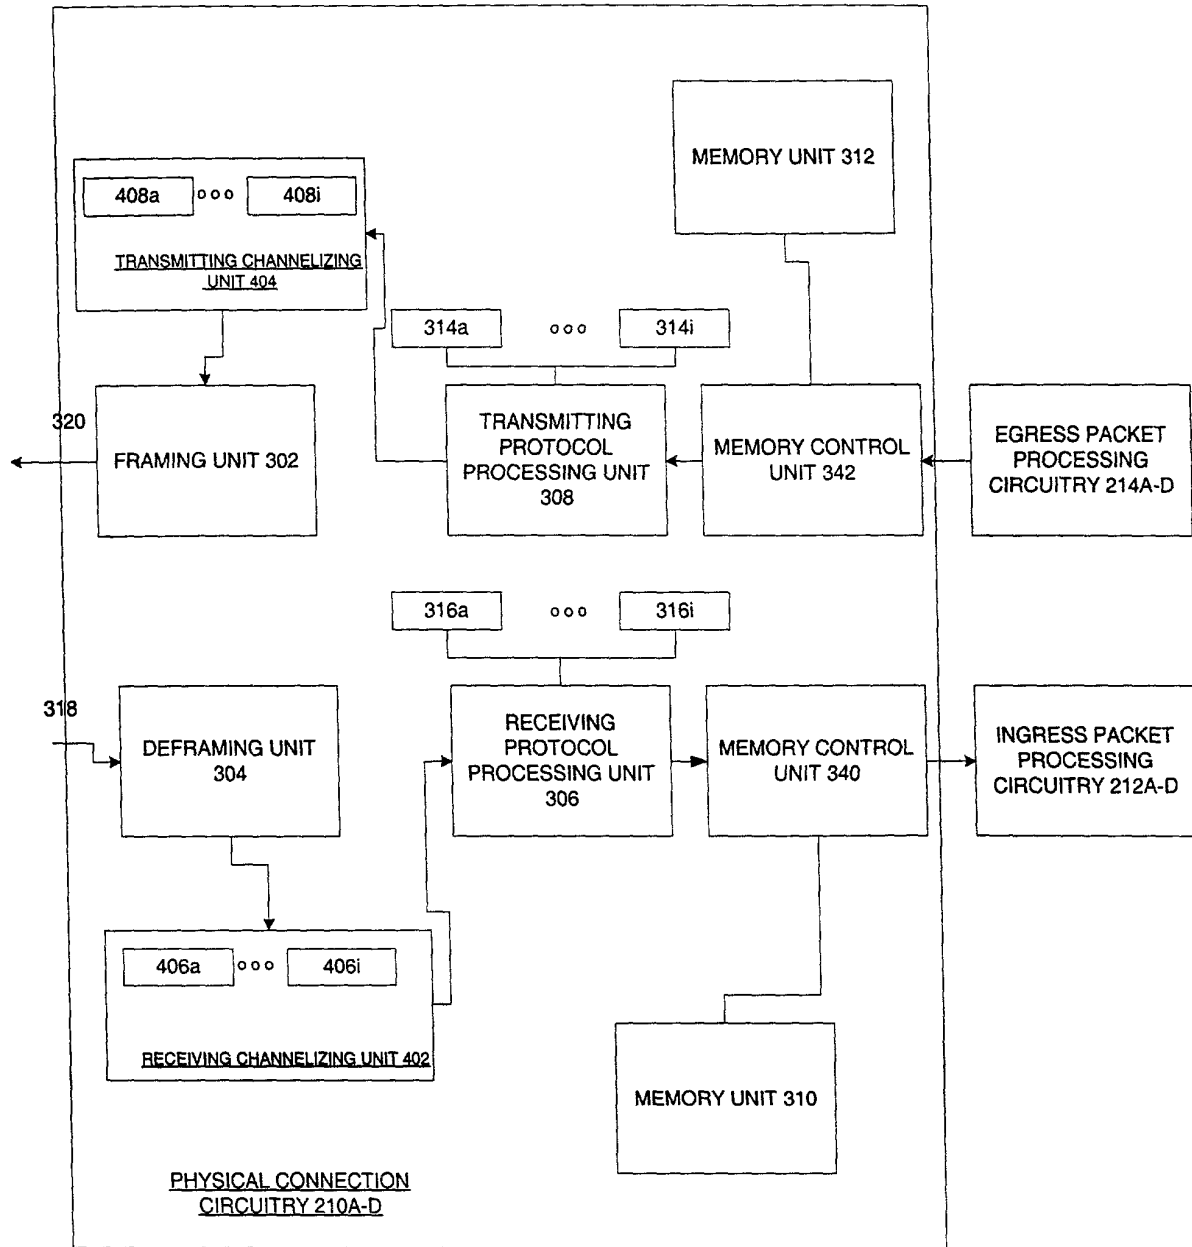 MEMORY UNIT 312
408a ooo 408i
TRANSMITTING CHANNELIZING
UNIT 404
314a ooo 314i
320
FRAMING UNIT 302
TRANSMITTING
PROTOCOL
PROCESSING UNIT
308
MEMORY CONTROL
UNIT 342
EGRESS PACKET
PROCESSING
CIRCUITRY 214A-D
316a ooo 316i
318
DEFRAMING UNIT
304
RECEIVING
PROTOCOL
PROCESSING UNIT
306
MEMORY CONTROL
UNIT 340
INGRESS PACKET
PROCESSING
CIRCUITRY 212A-D
406a ooo 406i
RECEIVING CHANNELIZING UNIT 402
MEMORY UNIT 310
PHYSICAL CONNECTION
CIRCUITRY 210A-D